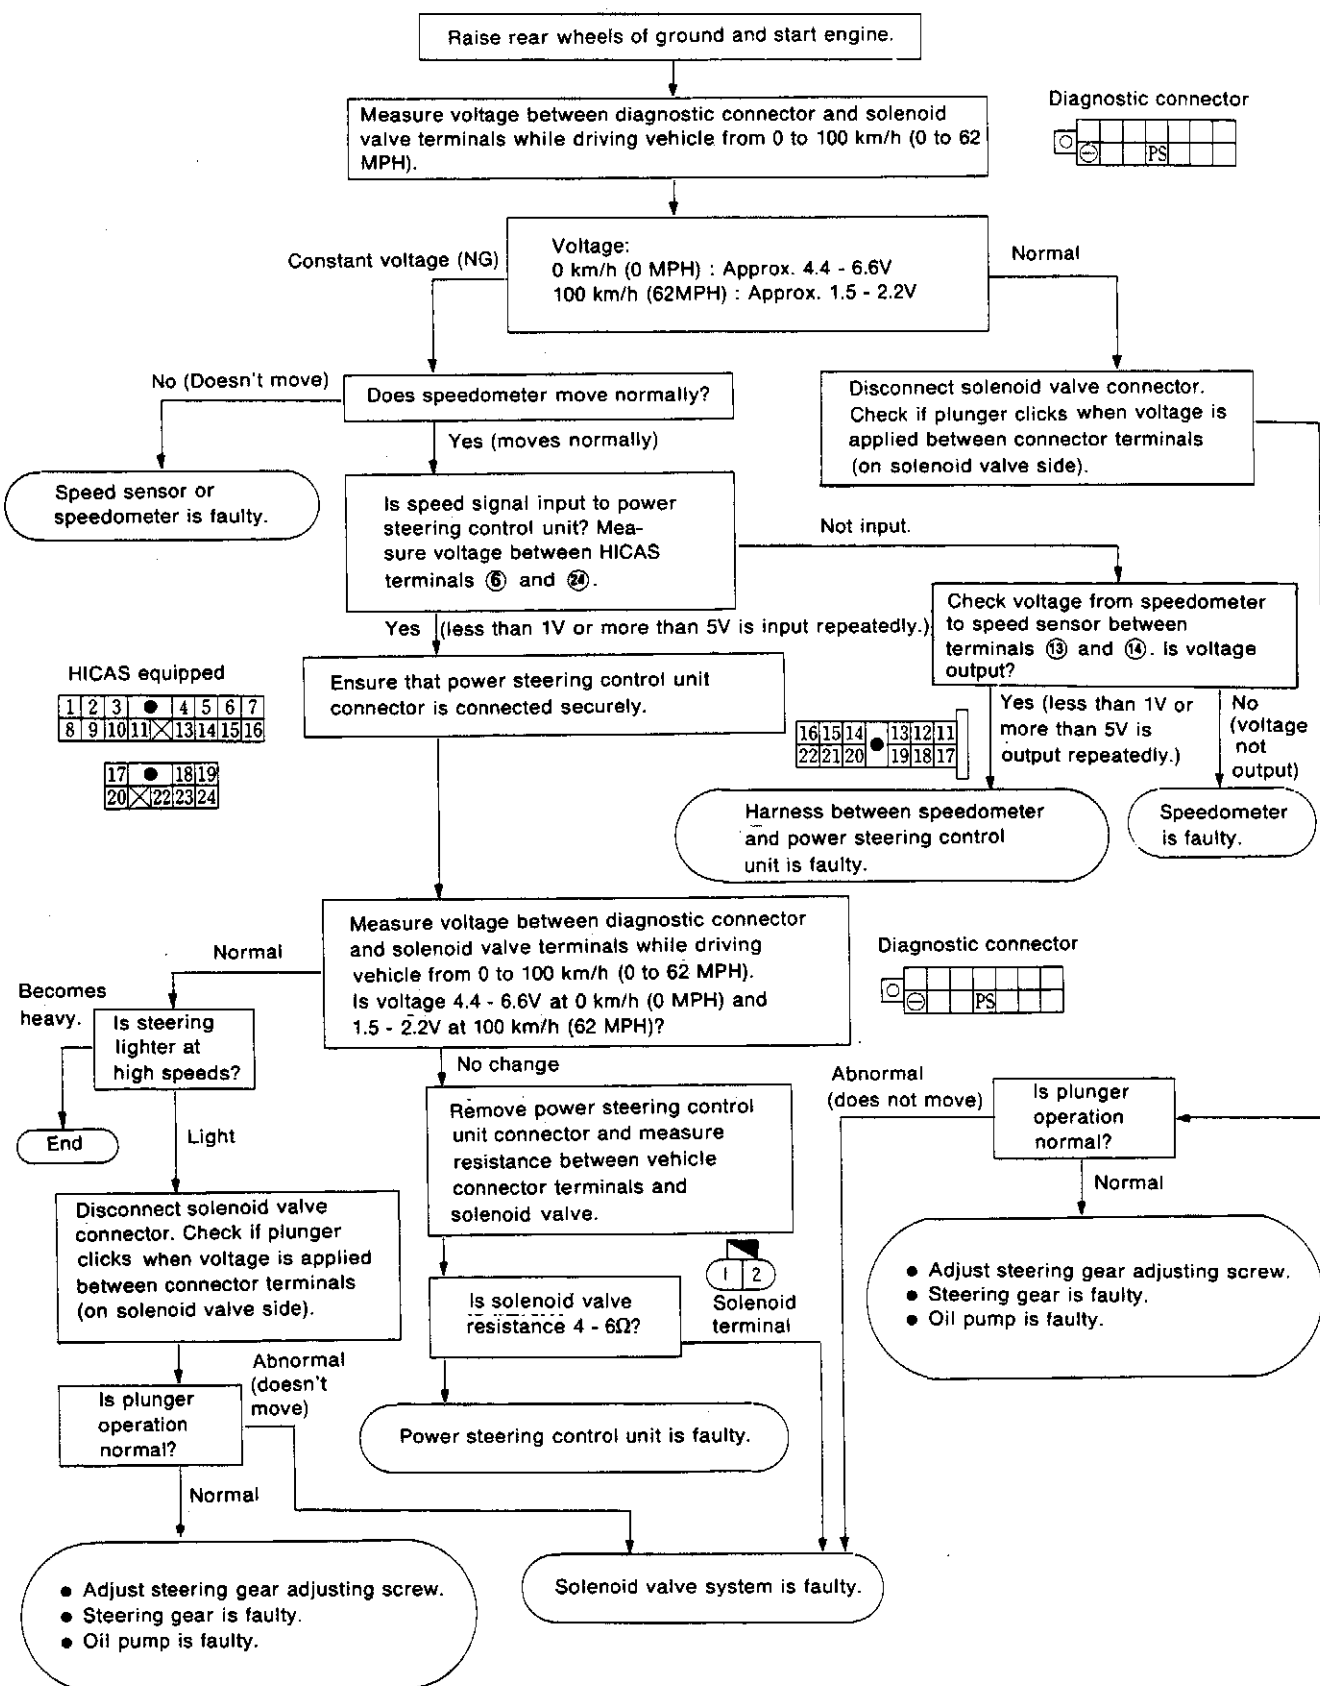 Raise rear wheels of ground and start engine.
Measure voltage between diagnostic connector and solenoid
valve terminals while driving vehicle from 0 to 100 km/h (0 to 62
MPH).
Diagnostic connector
⊖ PS
Constant voltage (NG)
Voltage:
0 km/h (0 MPH) : Approx. 4.4 - 6.6V
100 km/h (62MPH) : Approx. 1.5 - 2.2V
Normal
No (Doesn't move)
Does speedometer move normally?
Yes (moves normally)
Disconnect solenoid valve connector.
Check if plunger clicks when voltage is
applied between connector terminals
(on solenoid valve side).
Speed sensor or
speedometer is faulty.
Is speed signal input to power
steering control unit? Mea-
sure voltage between HICAS
terminals ⑥ and ㉔.
Not input.
Yes (less than 1V or more than 5V is input repeatedly.)
Check voltage from speedometer
to speed sensor between
terminals ⑬ and ⑭. Is voltage
output?
HICAS equipped
1 2 3 ● 4 5 6 7
8 9 10 11 13 14 15 16
17 ● 18 19
20 22 23 24
Ensure that power steering control unit
connector is connected securely.
16 15 14 ● 13 12 11
22 21 20 19 18 17
Yes (less than 1V or
more than 5V is
output repeatedly.)
No
(voltage
not
output)
Harness between speedometer
and power steering control
unit is faulty.
Speedometer
is faulty.
Measure voltage between diagnostic connector
and solenoid valve terminals while driving
vehicle from 0 to 100 km/h (0 to 62 MPH).
Is voltage 4.4 - 6.6V at 0 km/h (0 MPH) and
1.5 - 2.2V at 100 km/h (62 MPH)?
Normal
Diagnostic connector
⊖ PS
Becomes
heavy.
Is steering
lighter at
high speeds?
End
Light
No change
Remove power steering control
unit connector and measure
resistance between vehicle
connector terminals and
solenoid valve.
Abnormal
(does not move)
Is plunger
operation
normal?
Normal
Disconnect solenoid valve
connector. Check if plunger
clicks when voltage is applied
between connector terminals
(on solenoid valve side).
1 2
Solenoid
terminal
Is solenoid valve
resistance 4 - 6Ω?
● Adjust steering gear adjusting screw.
● Steering gear is faulty.
● Oil pump is faulty.
Abnormal
(doesn't
move)
Is plunger
operation
normal?
Power steering control unit is faulty.
Normal
● Adjust steering gear adjusting screw.
● Steering gear is faulty.
● Oil pump is faulty.
Solenoid valve system is faulty.